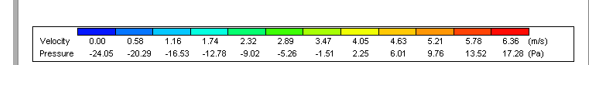 Velocity 0.00 0.58 1.16 1.74 2.32 2.89 3.47 4.05 4.63 5.21 5.78 6.36 (m/s)
Pressure -24.05 -20.29 -16.53 -12.78 -9.02 -5.26 -1.51 2.25 6.01 9.76 13.52 17.28 (Pa)